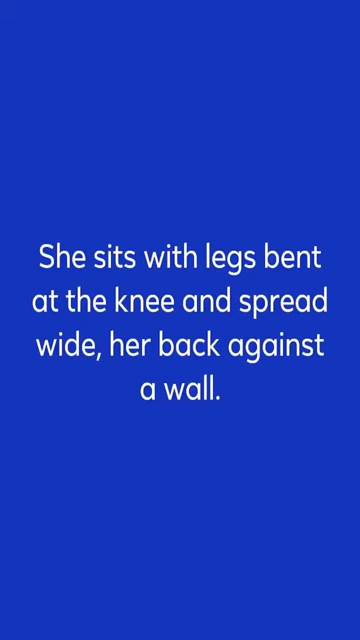 She sits with legs bent
at the knee and spread
wide, her back against
a wall.